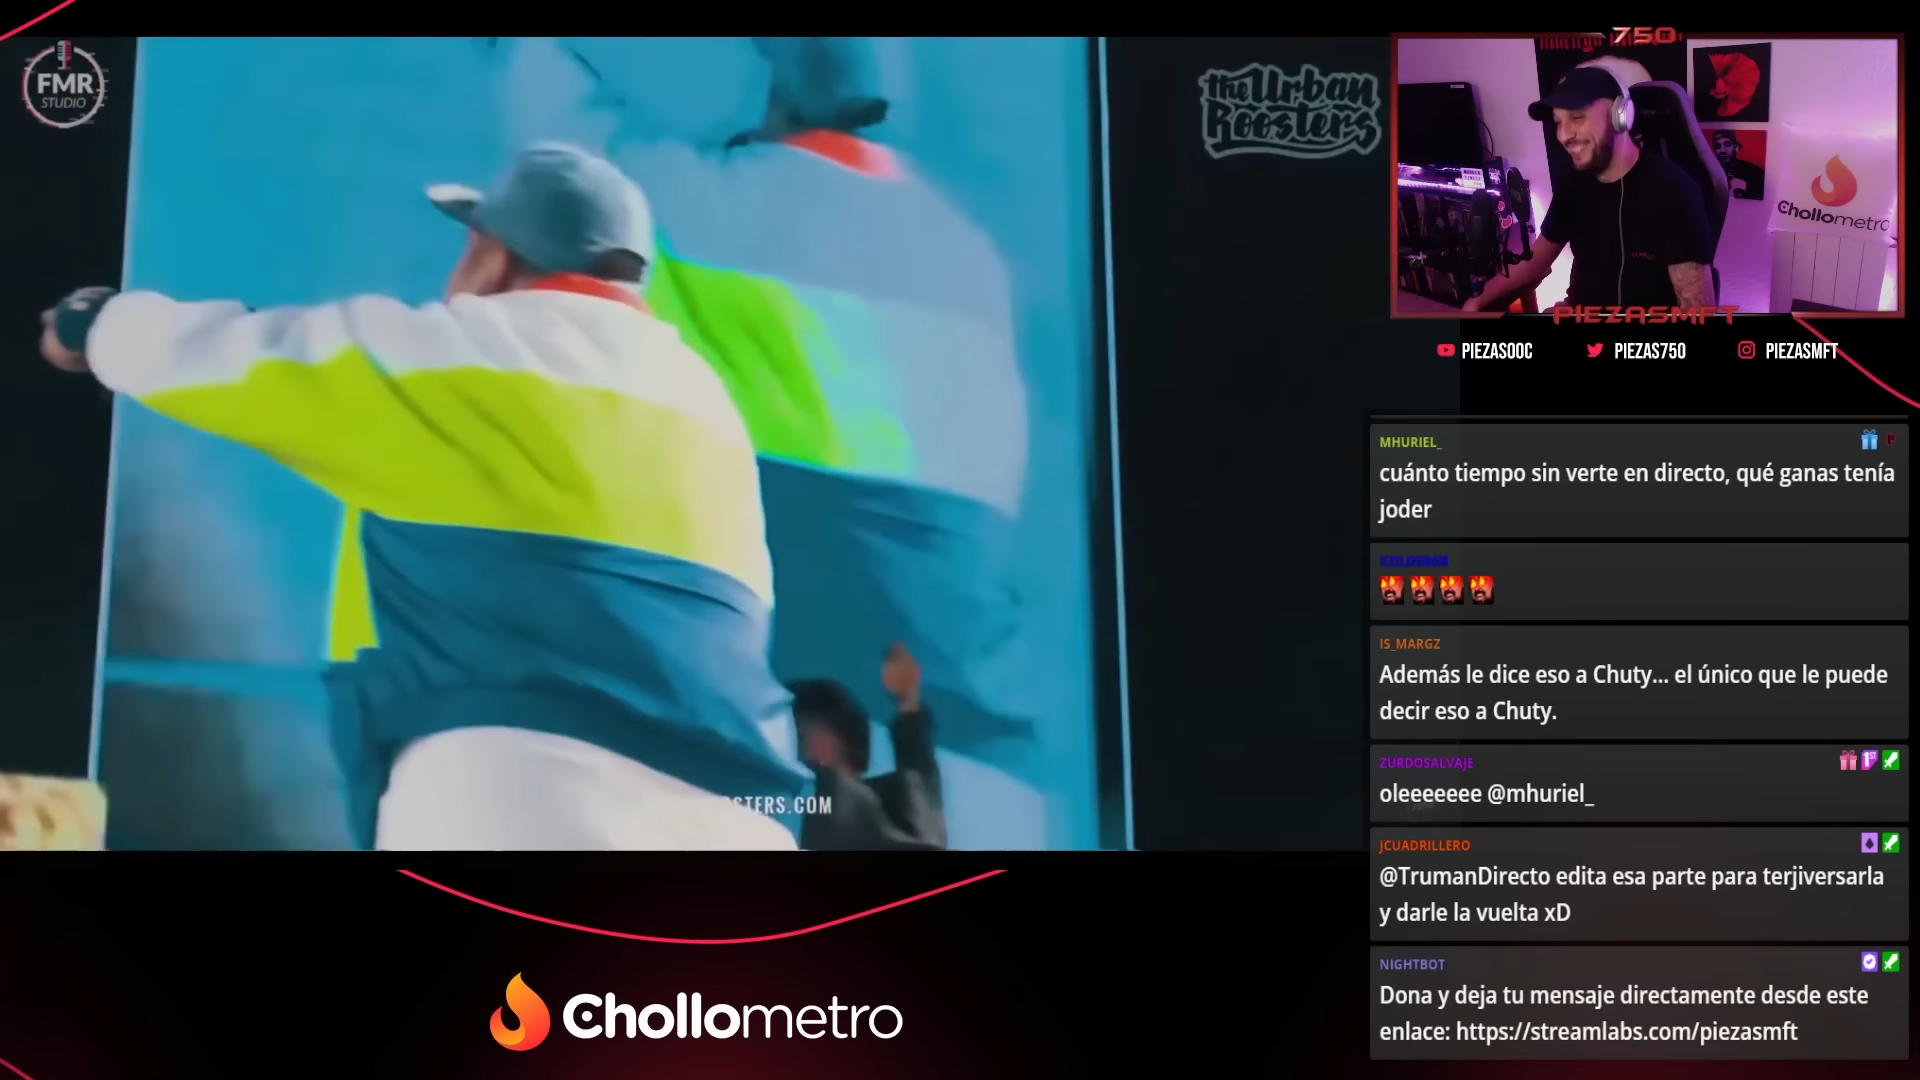 FMR
STUDIO
the Urban
Roosters
STERS.COM
750
Chollometro
PIEZASMFT
PIEZASOOC
PIEZAS750
PIEZASMFT
MHURIEL_
cuánto tiempo sin verte en directo, qué ganas tenía
joder
IS_MARGZ
Además le dice eso a Chuty... el único que le puede
decir eso a Chuty.
ZURDOSALVAJE
1ST
oleeeeeee @mhuriel_
JCUADRILLERO
@TrumanDirecto edita esa parte para terjiversarla
y darle la vuelta xD
NIGHTBOT
Dona y deja tu mensaje directamente desde este
enlace: https://streamlabs.com/piezasmft
Chollometro